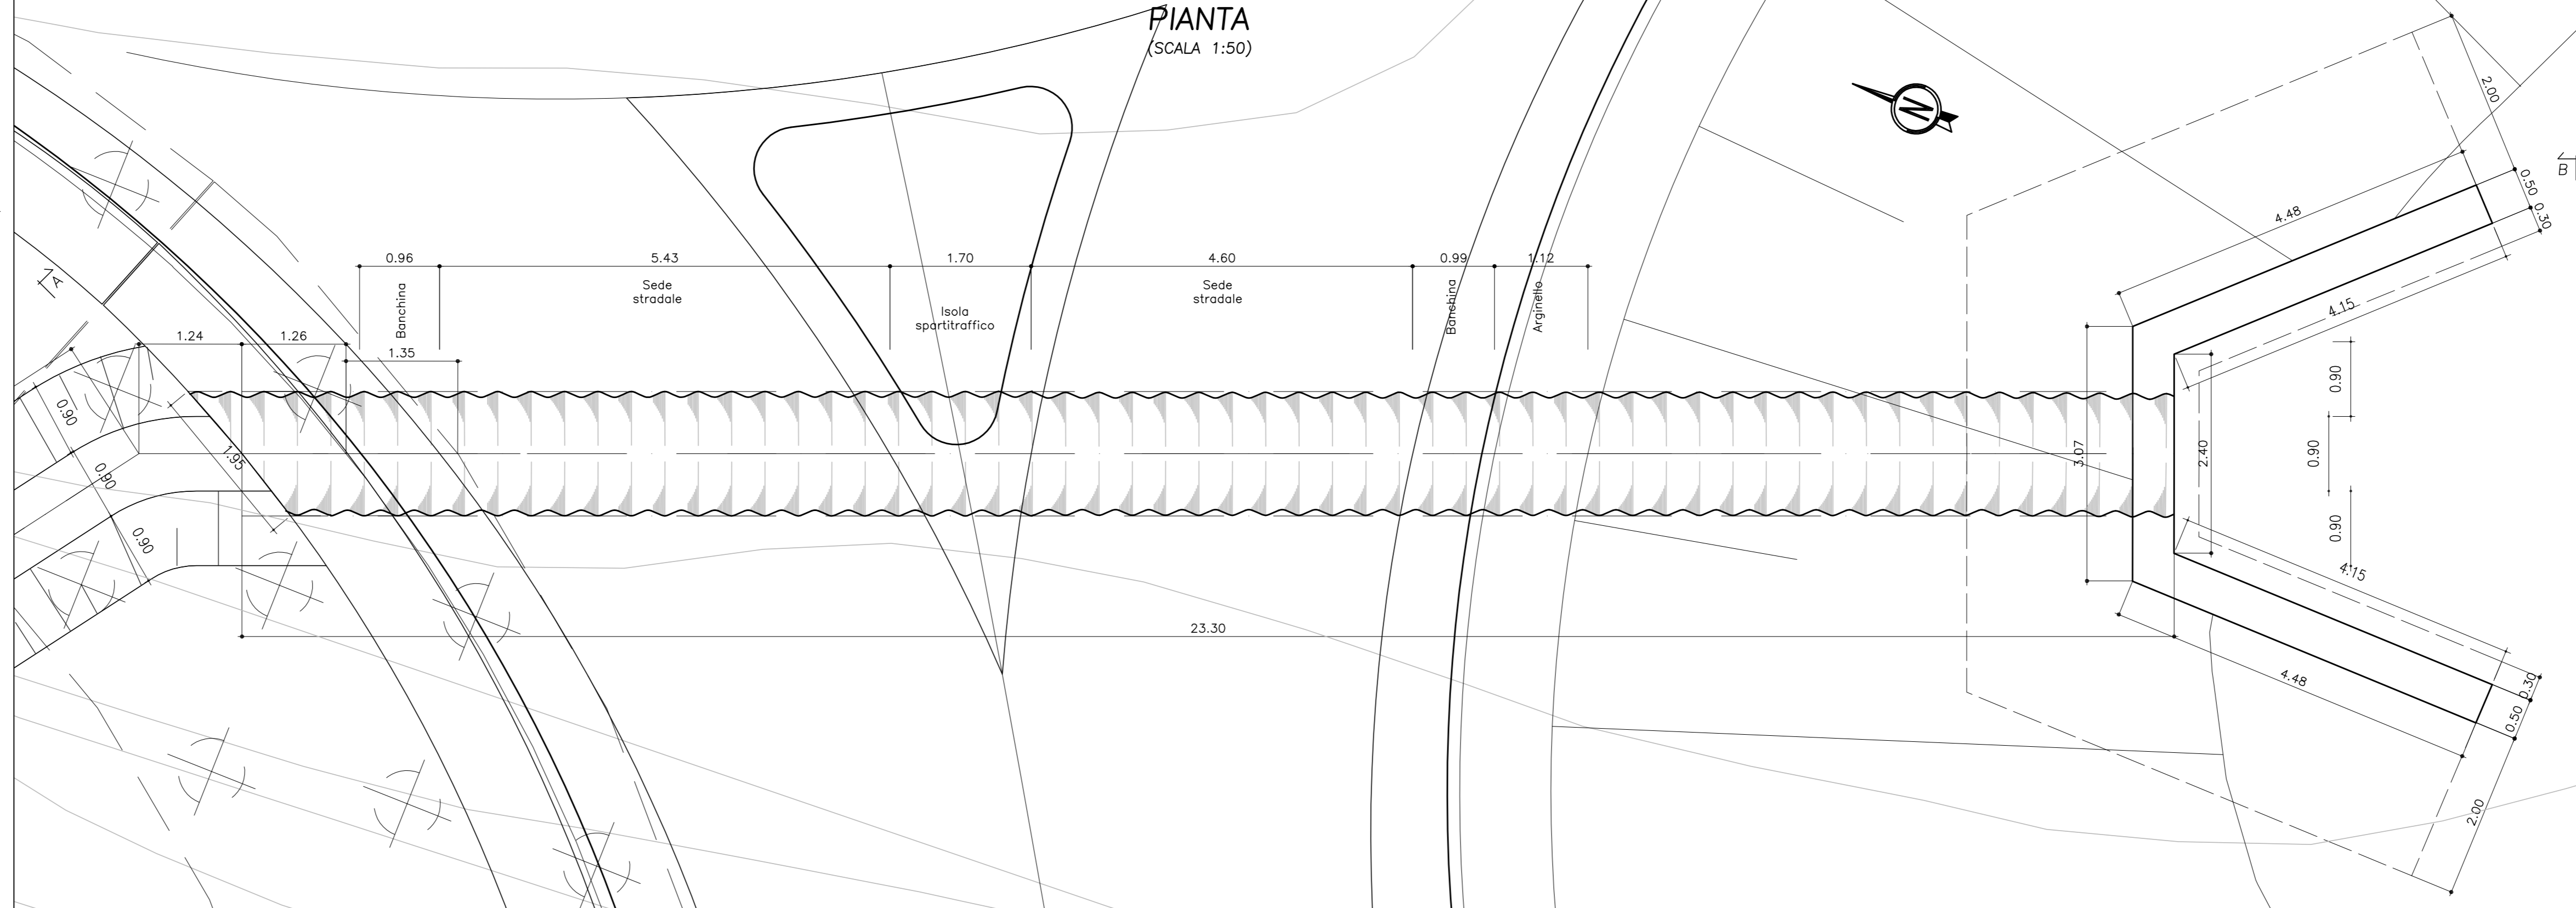 PIANTA
(SCALA 1:50)
N
2.00
B
0.50
0.30
4.48
0.96
5.43
1.70
4.60
0.99
1.12
Banchina
Sede
stradale
Isola
spartitraffico
Sede
stradale
Banchina
Arginello
A
1.24
1.26
1.35
4.15
0.90
0.90
0.90
0.90
0.90
0.90
1.95
3.07
2.40
4.15
23.30
4.48
0.30
0.50
2.00